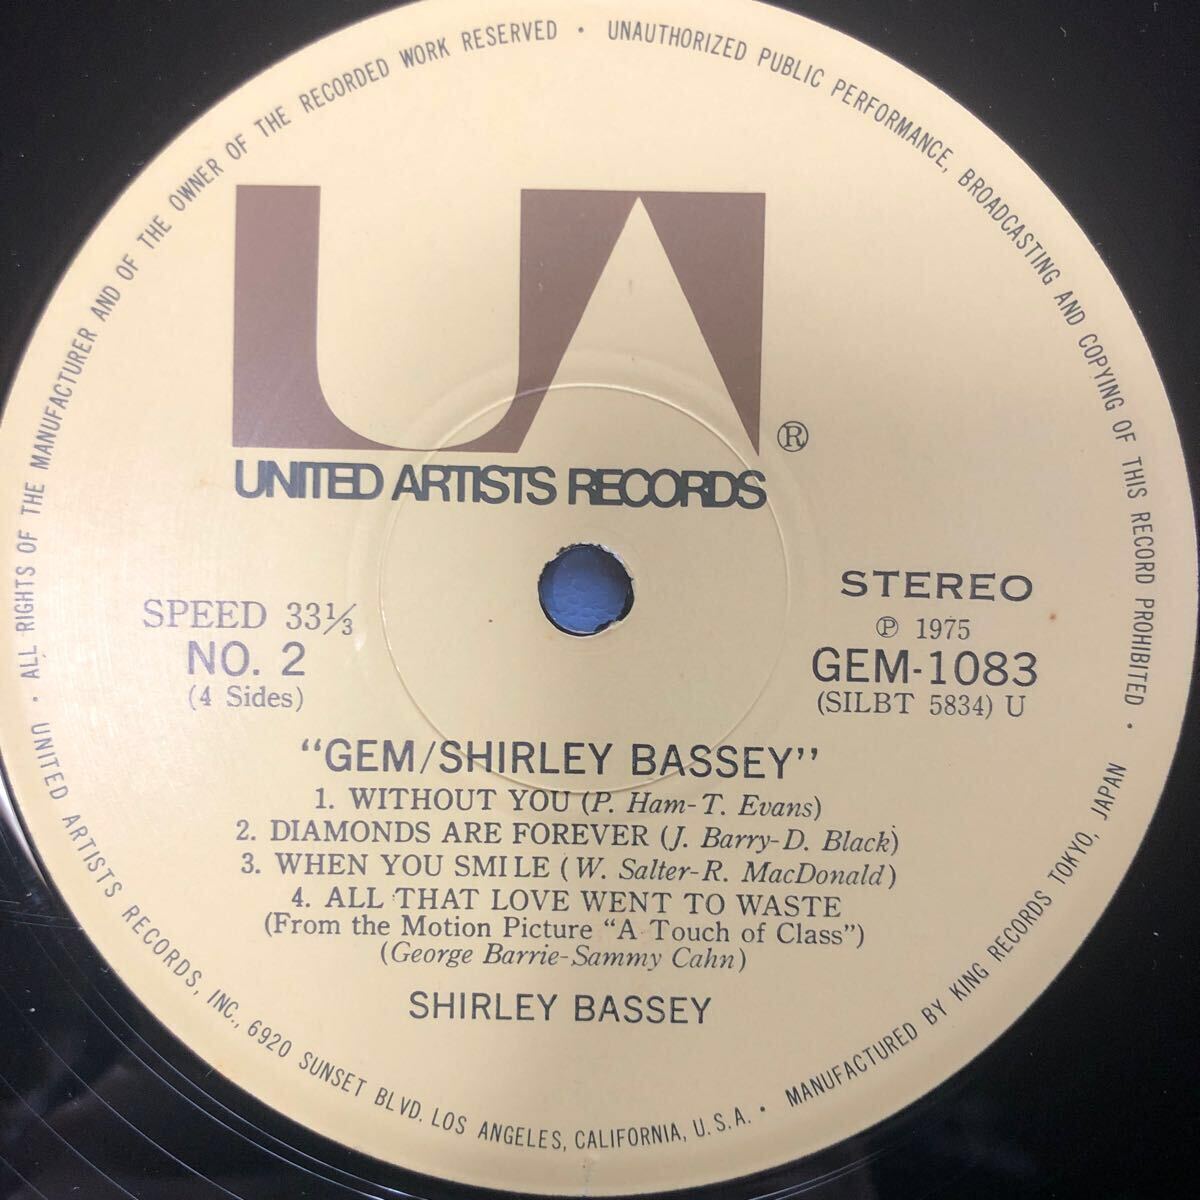 · ALL RIGHTS OF THE MANUFACTURER AND OF THE OWNER OF THE RECORDED WORK RESERVED · UNAUTHORIZED PUBLIC PERFORMANCE, BROADCASTING AND COPYING OF THIS RECORD PROHIBITED ·
UA
®
UNITED ARTISTS RECORDS
SPEED 33⅓
NO. 2
(4 Sides)
STEREO
℗ 1975
GEM-1083
(SILBT 5834) U
"GEM/SHIRLEY BASSEY"
1. WITHOUT YOU (P. Ham-T. Evans)
2. DIAMONDS ARE FOREVER (J. Barry-D. Black)
3. WHEN YOU SMILE (W. Salter-R. MacDonald)
4. ALL THAT LOVE WENT TO WASTE
(From the Motion Picture "A Touch of Class")
(George Barrie-Sammy Cahn)
SHIRLEY BASSEY
UNITED ARTISTS RECORDS, INC., 6920 SUNSET BLVD. LOS ANGELES, CALIFORNIA, U.S.A. · MANUFACTURED BY KING RECORDS TOKYO, JAPAN